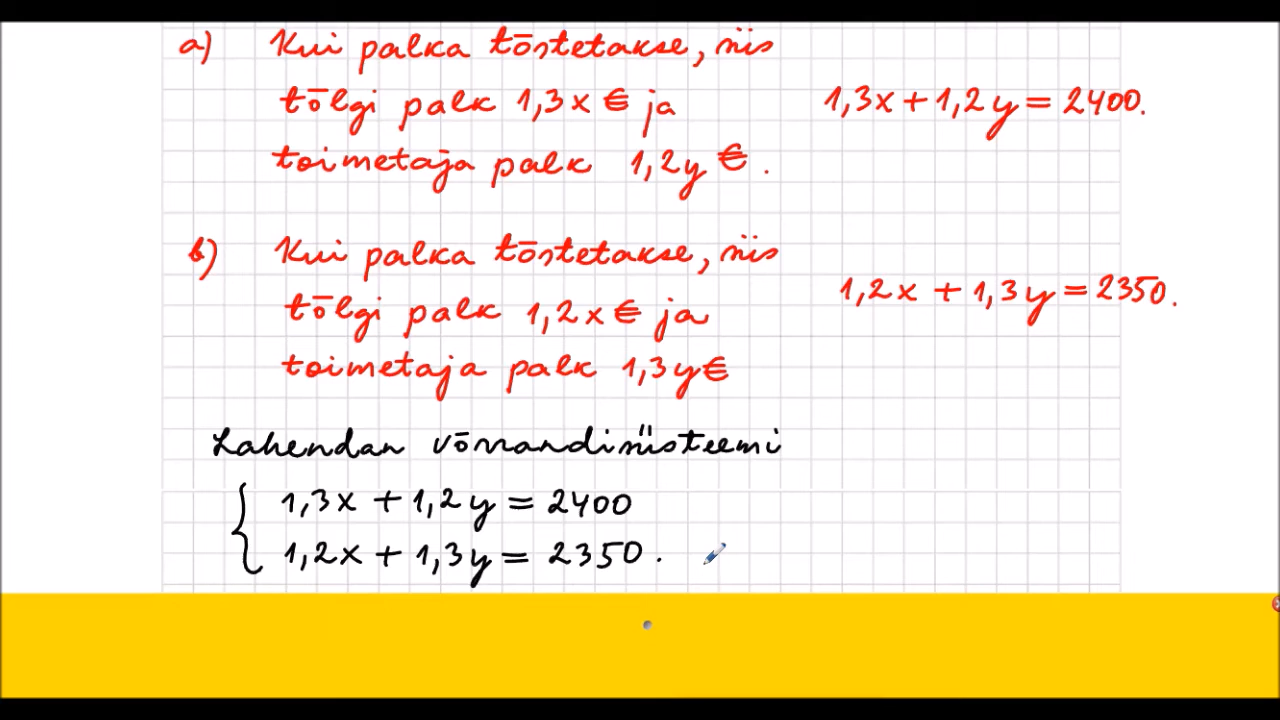 a) Kui palka tõstetakse, siis
tõlgi palk 1,3x € ja
1,3x + 1,2y = 2400.
toimetaja palk 1,2y €.
b) Kui palka tõstetakse, siis
1,2x + 1,3y = 2350.
tõlgi palk 1,2x € ja
toimetaja palk 1,3y €
Lahendan võrrandisüsteemi
{ 1,3x + 1,2y = 2400
1,2x + 1,3y = 2350.